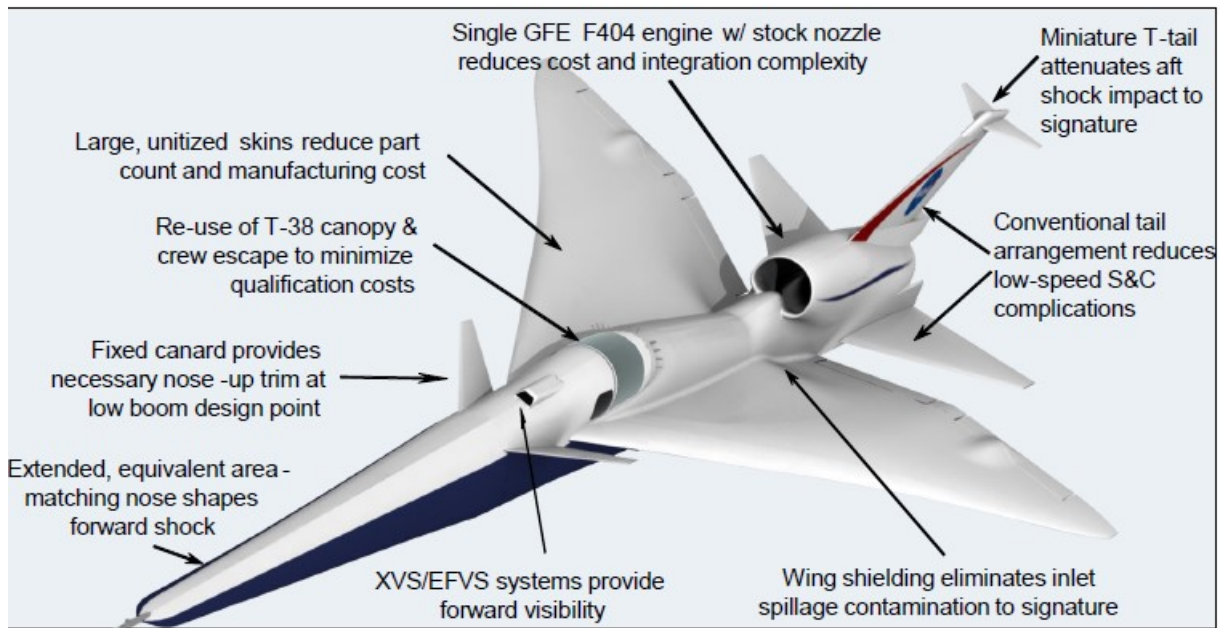 Single GFE F404 engine w/ stock nozzle
reduces cost and integration complexity
Miniature T-tail
attenuates aft
shock impact to
signature
Large, unitized skins reduce part
count and manufacturing cost
Re-use of T-38 canopy &
crew escape to minimize
qualification costs
Conventional tail
arrangement reduces
low-speed S&C
complications
Fixed canard provides
necessary nose -up trim at
low boom design point
Extended, equivalent area -
matching nose shapes
forward shock
XVS/EFVS systems provide
forward visibility
Wing shielding eliminates inlet
spillage contamination to signature